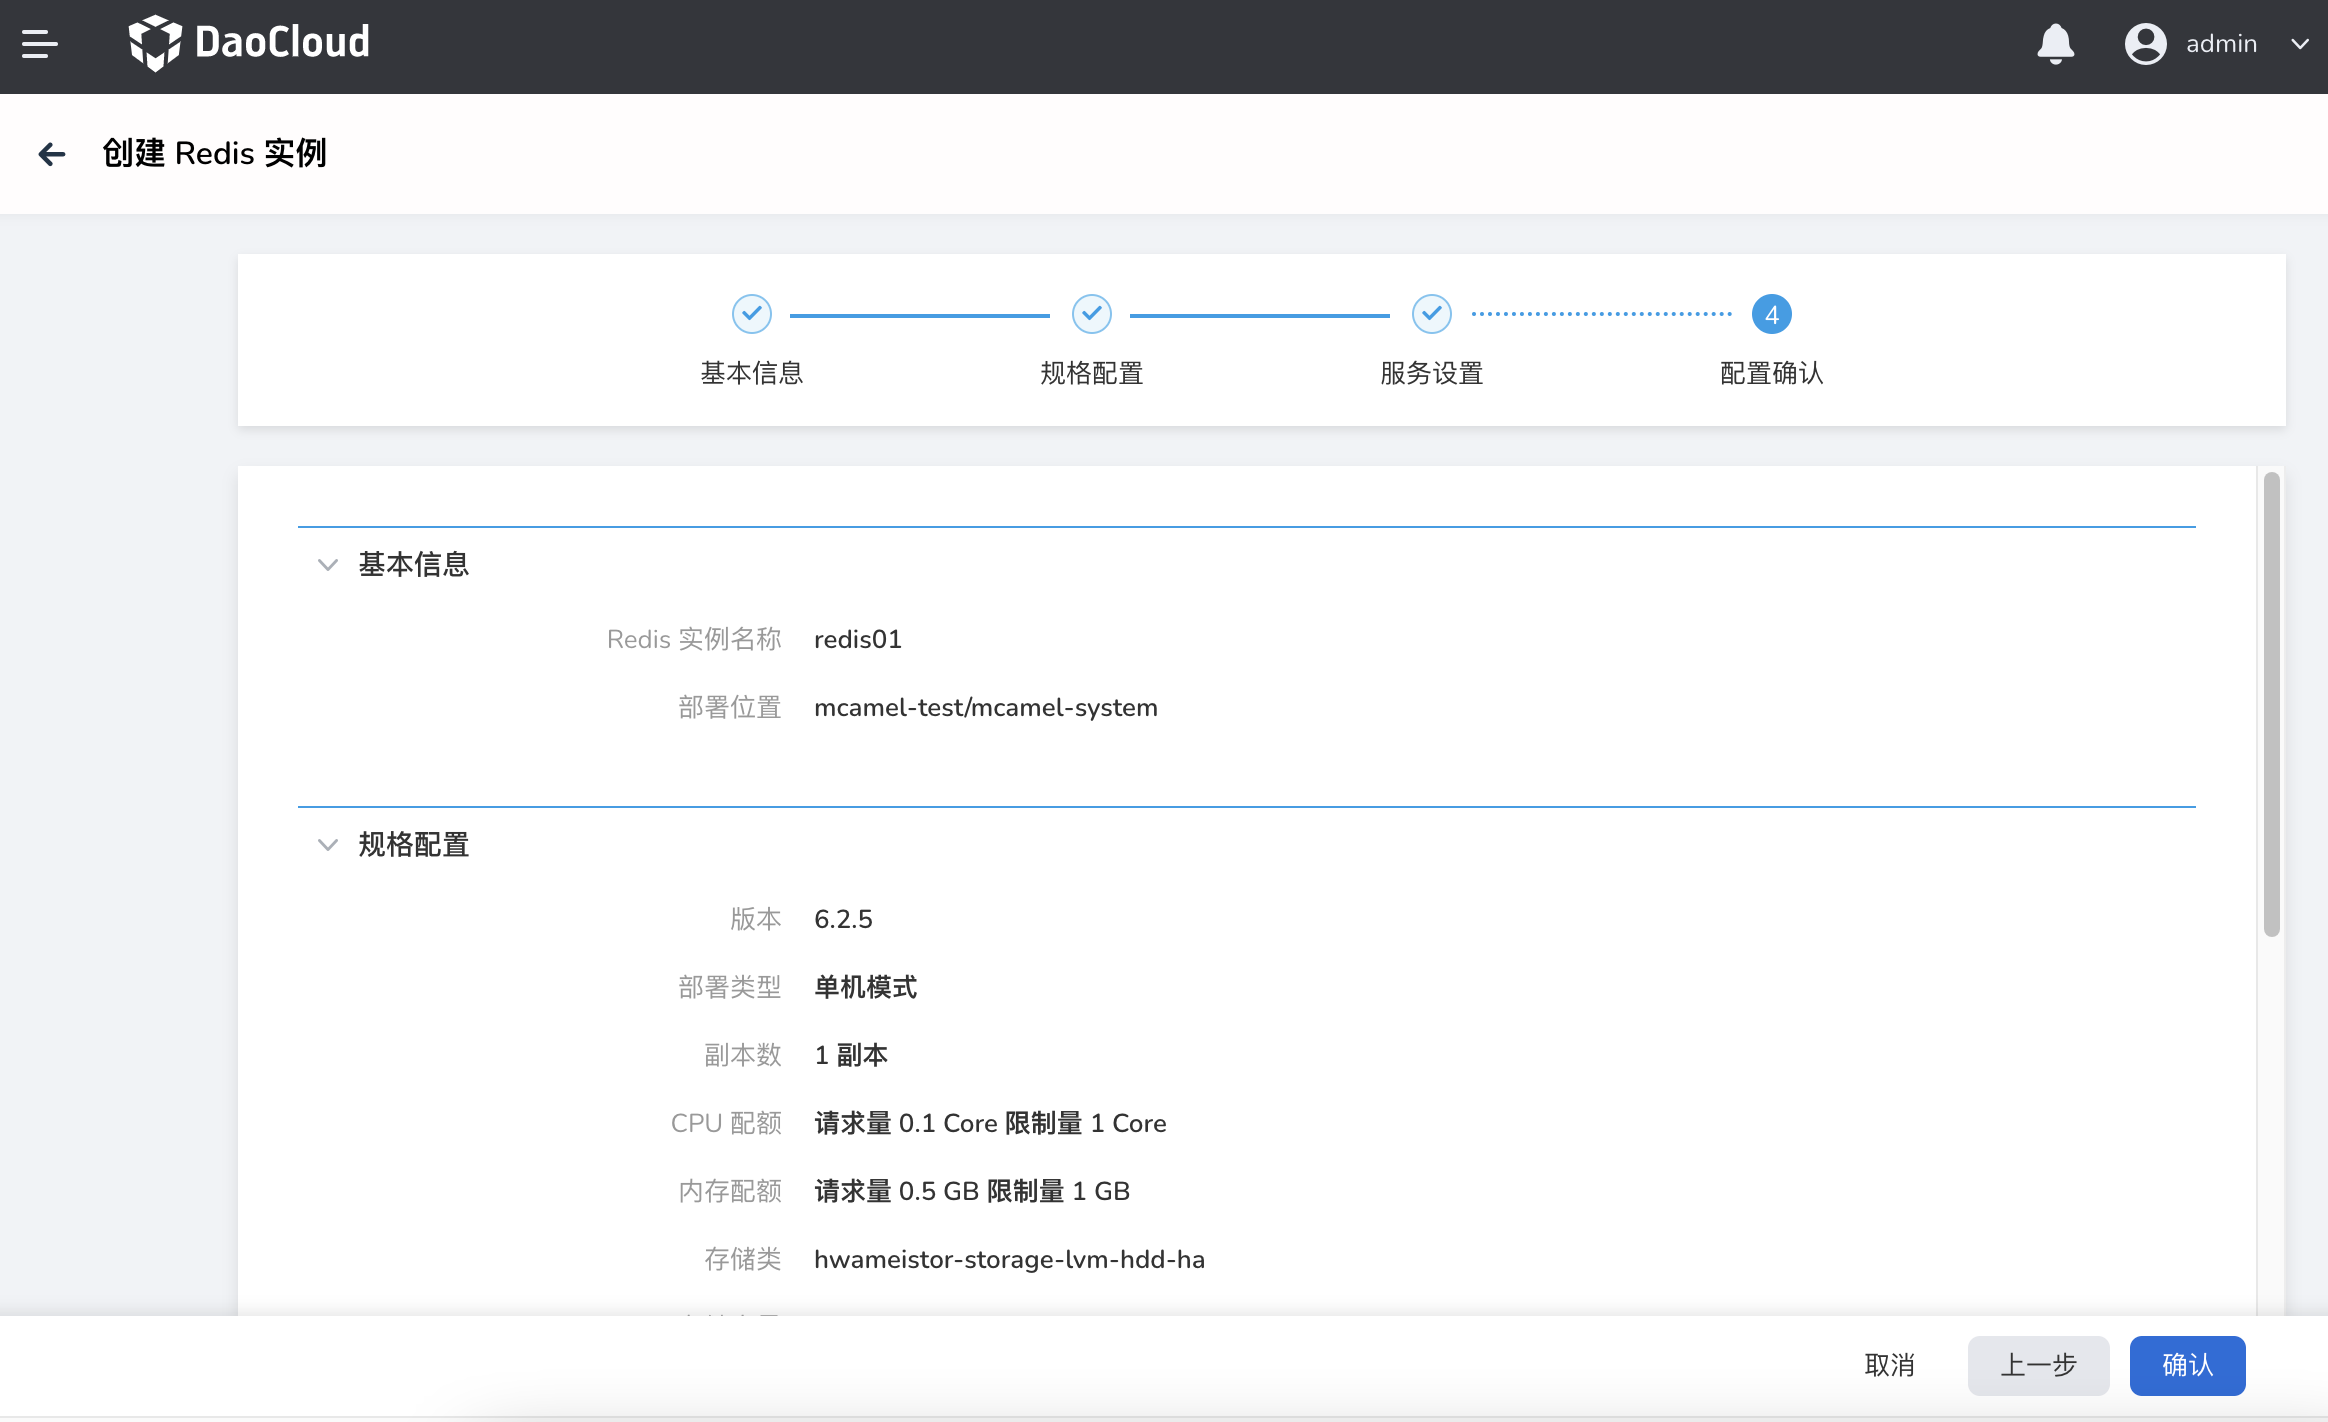 DaoCloud
admin
创建 Redis 实例
4
基本信息
规格配置
服务设置
配置确认
基本信息
Redis 实例名称 redis01
部署位置 mcamel-test/mcamel-system
规格配置
版本 6.2.5
部署类型 单机模式
副本数 1 副本
CPU 配额 请求量 0.1 Core 限制量 1 Core
内存配额 请求量 0.5 GB 限制量 1 GB
存储类 hwameistor-storage-lvm-hdd-ha
取消 上一步 确认